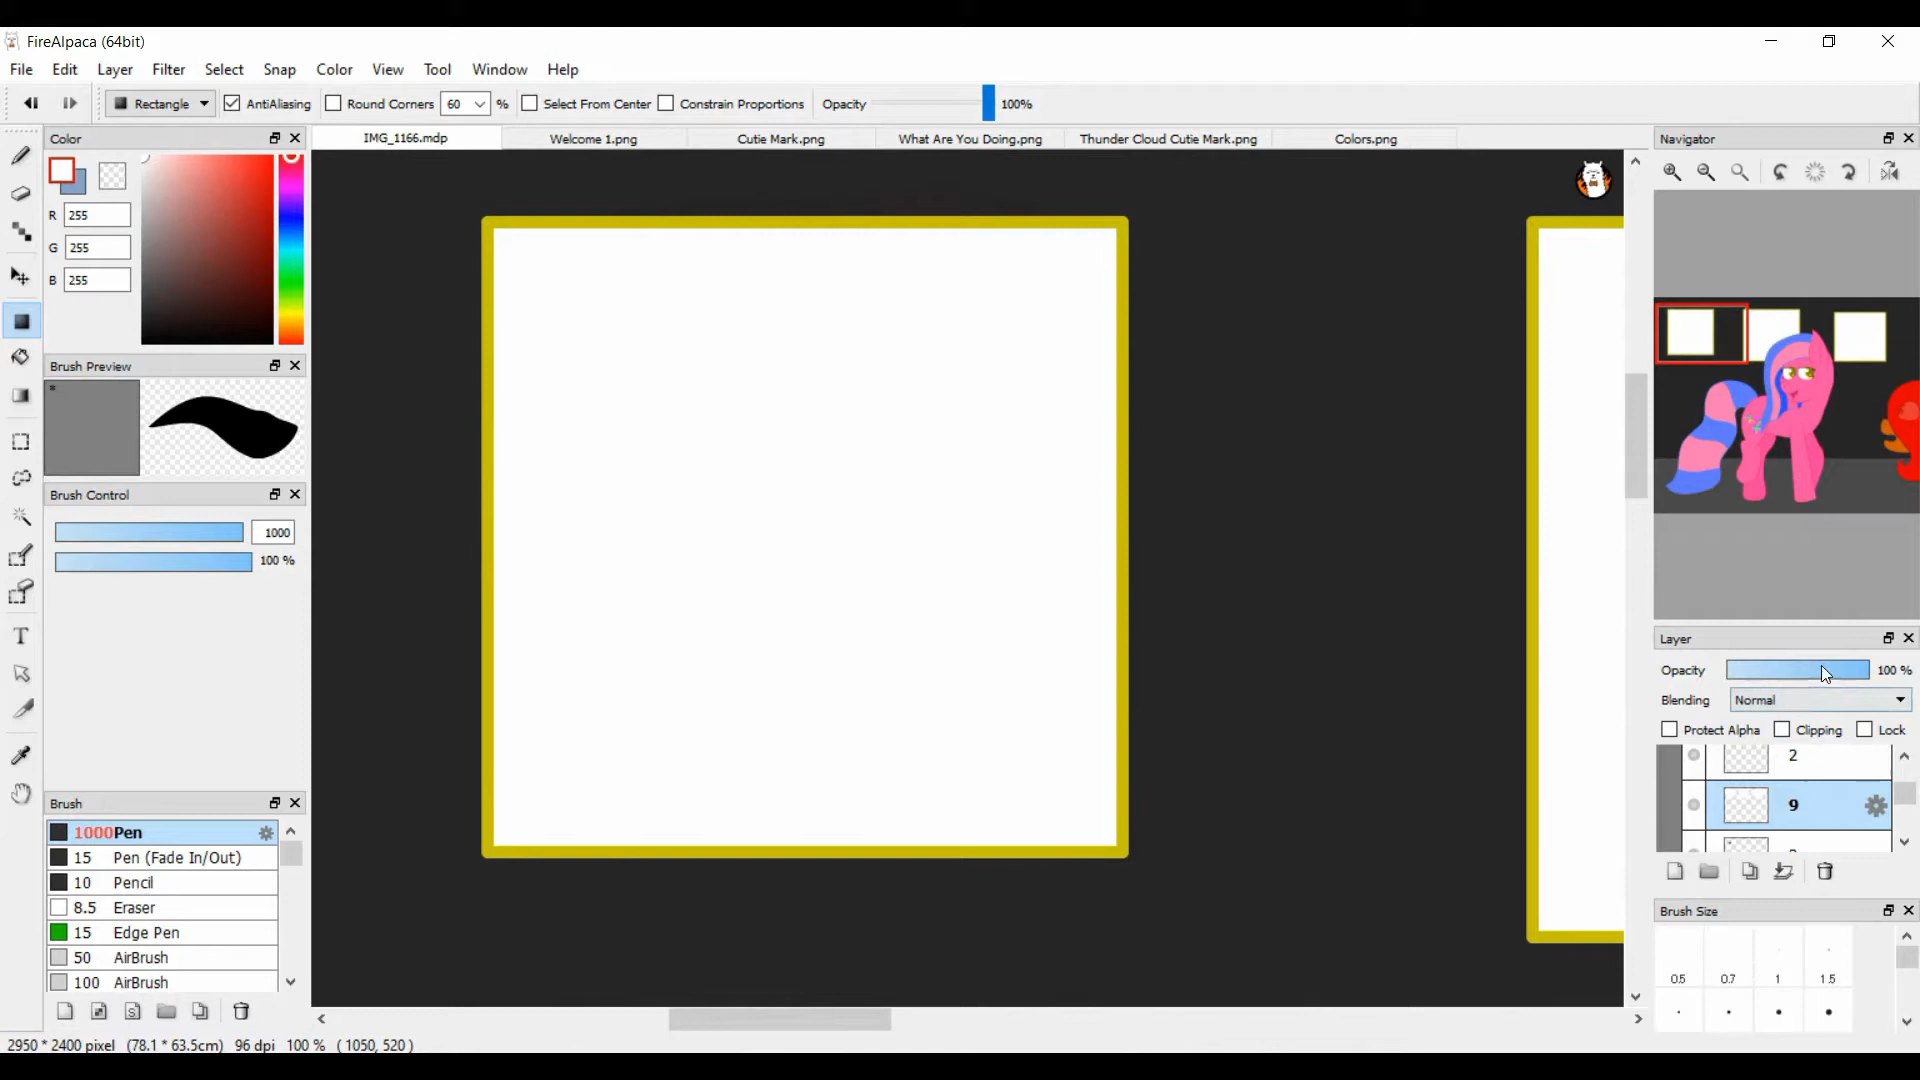 FireAlpaca (64bit)
File Edit Layer Filter Select Snap Color View Tool Window Help
Rectangle AntiAliasing Round Corners 60 % Select From Center Constrain Proportions Opacity 100%
Color IMG_1166.mdp Welcome 1.png Cutie Mark.png What Are You Doing.png Thunder Cloud Cutie Mark.png Colors.png Navigator
R 255
G 255
B 255
Brush Preview
*
Brush Control
1000
100 %
T
Layer
Opacity 100 %
Blending Normal
Protect Alpha Clipping Lock
2
9
Brush
1000 Pen
15 Pen (Fade In/Out)
10 Pencil
8.5 Eraser
15 Edge Pen
50 AirBrush
100 AirBrush
S
Brush Size
0.5 0.7 1 1.5
2950 * 2400 pixel (78.1 * 63.5cm) 96 dpi 100 % ( 1050, 520 )